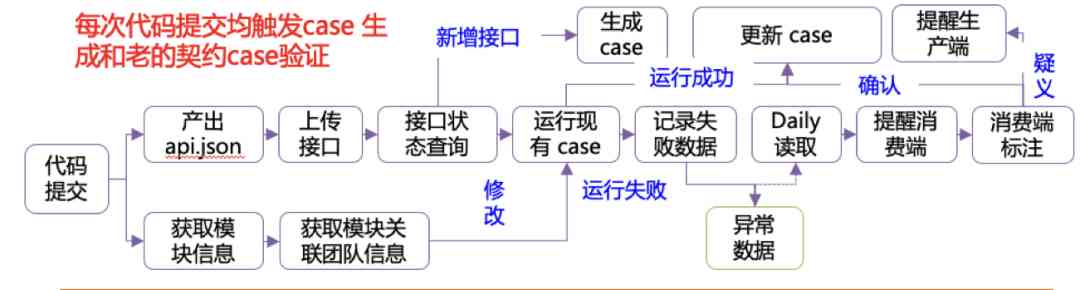 每次代码提交均触发case 生
成和老的契约case验证
新增接口
生成
case
更新 case
提醒生
产端
疑
义
运行成功
确认
产出
api.json
上传
接口
接口状
态查询
运行现
有 case
记录失
败数据
Daily
读取
提醒消
费端
消费端
标注
代码
提交
修
改
运行失败
获取模
块信息
获取模块关
联团队信息
异常
数据